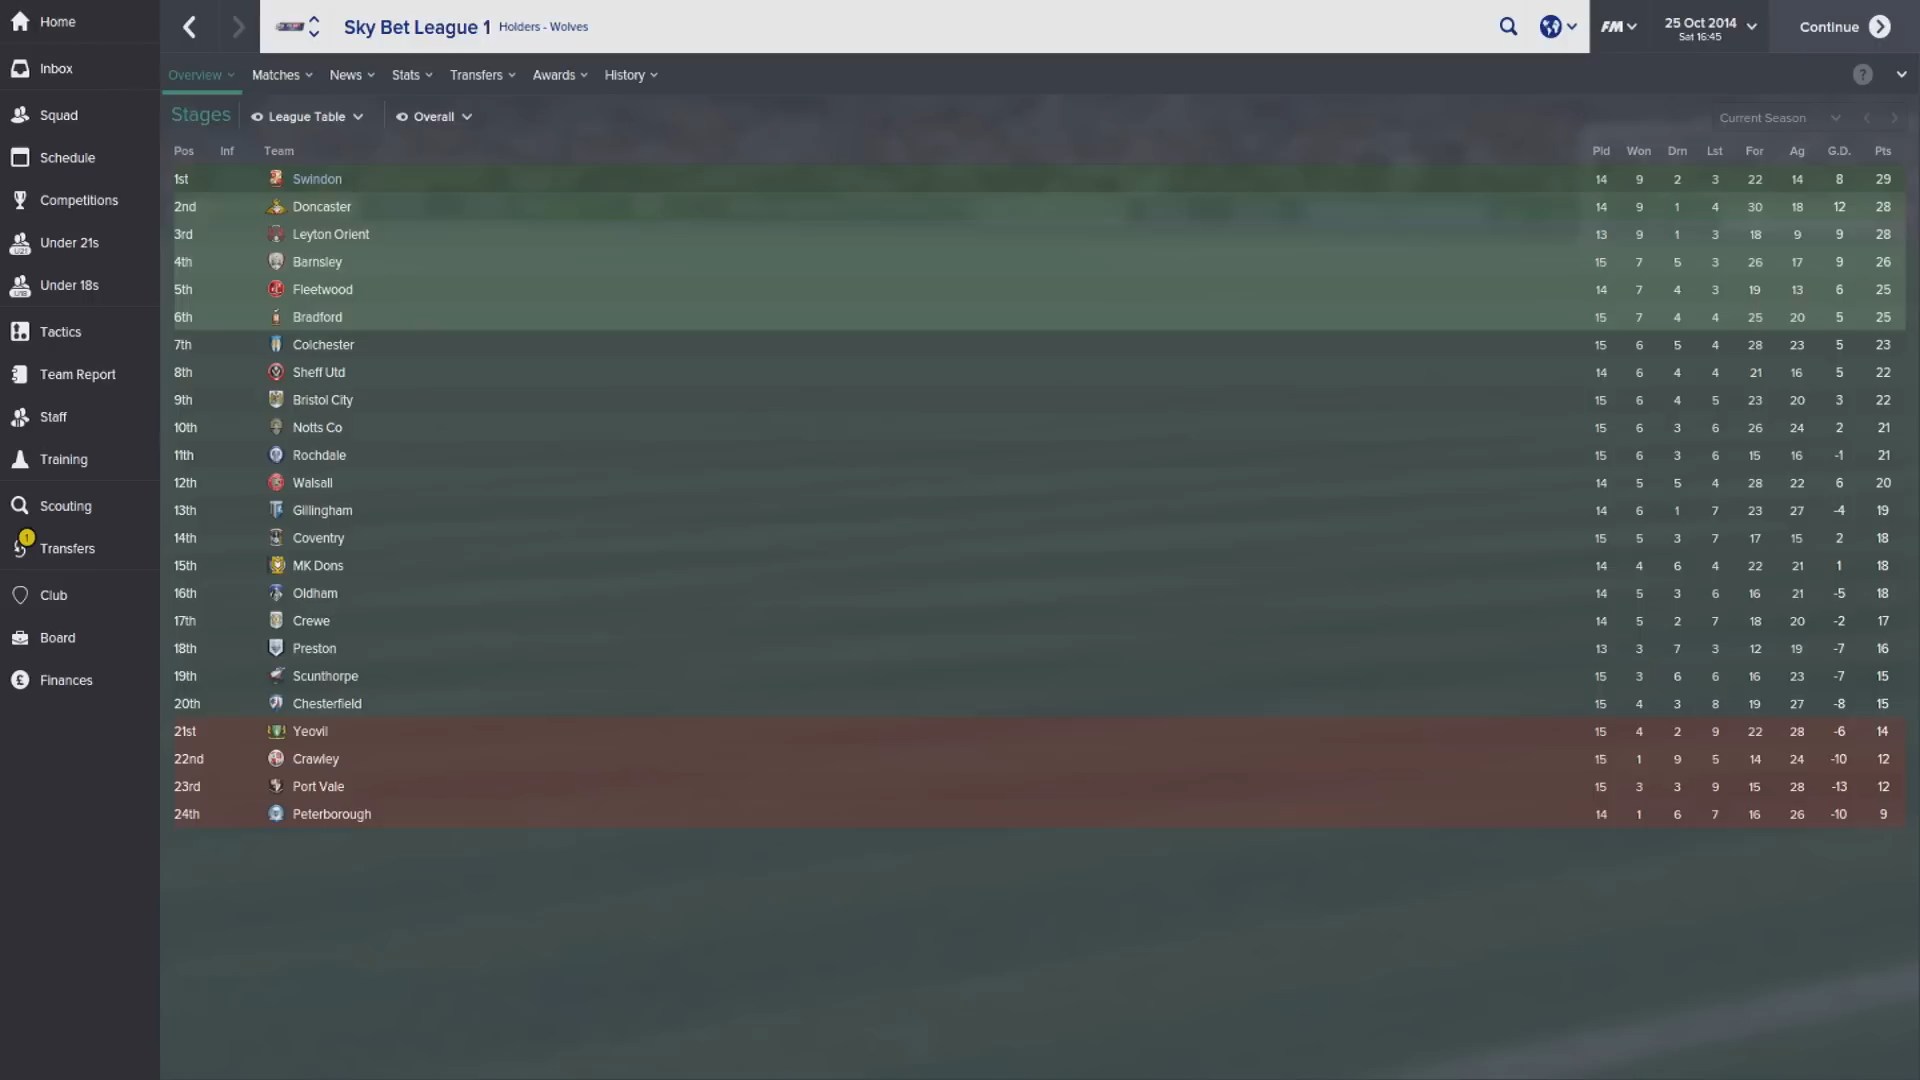 Home
Sky Bet League 1 Holders - Wolves
FM
25 Oct 2014
Sat 16:45
Continue
Inbox
Squad
Schedule
Competitions
Under 21s
Under 18s
Tactics
Team Report
Staff
Training
Scouting
1
Transfers
Club
Board
Finances
Overview Matches News Stats Transfers Awards History ?
Stages League Table Overall Current Season
Pos Inf Team Pld Won Drn Lst For Ag G.D. Pts
1st Swindon 14 9 2 3 22 14 8 29
2nd Doncaster 14 9 1 4 30 18 12 28
3rd Leyton Orient 13 9 1 3 18 9 9 28
4th Barnsley 15 7 5 3 26 17 9 26
5th Fleetwood 14 7 4 3 19 13 6 25
6th Bradford 15 7 4 4 25 20 5 25
7th Colchester 15 6 5 4 28 23 5 23
8th Sheff Utd 14 6 4 4 21 16 5 22
9th Bristol City 15 6 4 5 23 20 3 22
10th Notts Co 15 6 3 6 26 24 2 21
11th Rochdale 15 6 3 6 15 16 -1 21
12th Walsall 14 5 5 4 28 22 6 20
13th Gillingham 14 6 1 7 23 27 -4 19
14th Coventry 15 5 3 7 17 15 2 18
15th MK Dons 14 4 6 4 22 21 1 18
16th Oldham 14 5 3 6 16 21 -5 18
17th Crewe 14 5 2 7 18 20 -2 17
18th Preston 13 3 7 3 12 19 -7 16
19th Scunthorpe 15 3 6 6 16 23 -7 15
20th Chesterfield 15 4 3 8 19 27 -8 15
21st Yeovil 15 4 2 9 22 28 -6 14
22nd Crawley 15 1 9 5 14 24 -10 12
23rd Port Vale 15 3 3 9 15 28 -13 12
24th Peterborough 14 1 6 7 16 26 -10 9